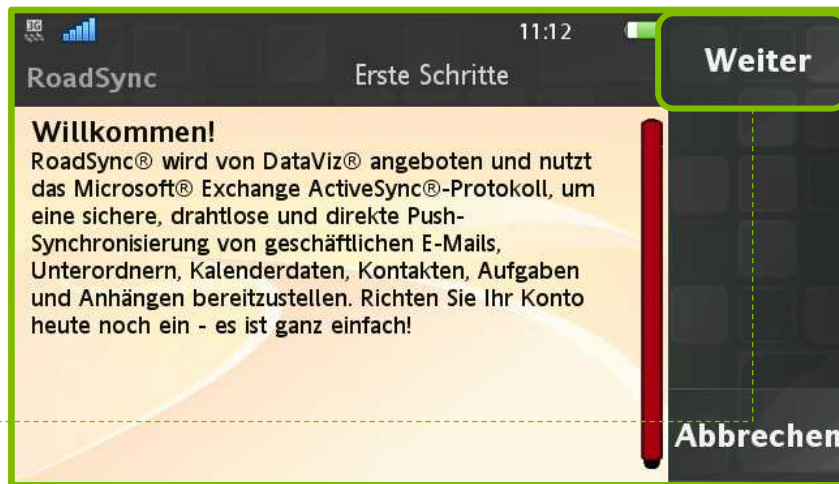 3G
11:12
Weiter
RoadSync
Erste Schritte
Willkommen!
RoadSync® wird von DataViz® angeboten und nutzt
das Microsoft® Exchange ActiveSync®-Protokoll, um
eine sichere, drahtlose und direkte Push-
Synchronisierung von geschäftlichen E-Mails,
Unterordnern, Kalenderdaten, Kontakten, Aufgaben
und Anhängen bereitzustellen. Richten Sie Ihr Konto
heute noch ein - es ist ganz einfach!
Abbrechen